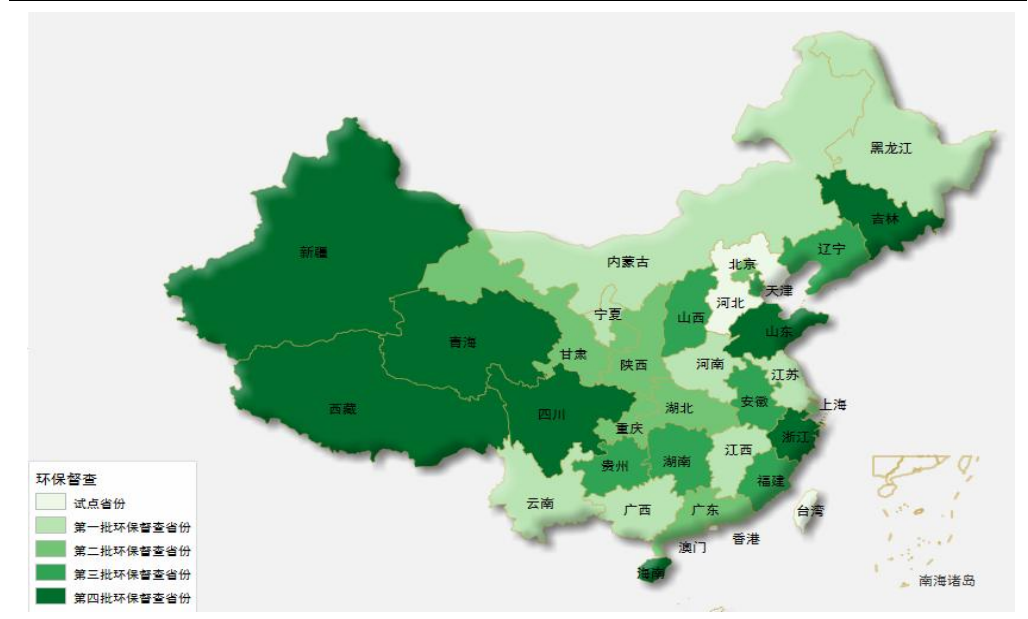 黑龙江
吉林
辽宁
新疆
内蒙古
北京
天津
河北
宁夏
山西
山东
青海
甘肃
陕西
河南
江苏
西藏
四川
湖北
安徽
上海
重庆
浙江
贵州
湖南
江西
福建
云南
广西
广东
台湾
香港
澳门
海南
南海诸岛
环保督查
试点省份
第一批环保督查省份
第二批环保督查省份
第三批环保督查省份
第四批环保督查省份